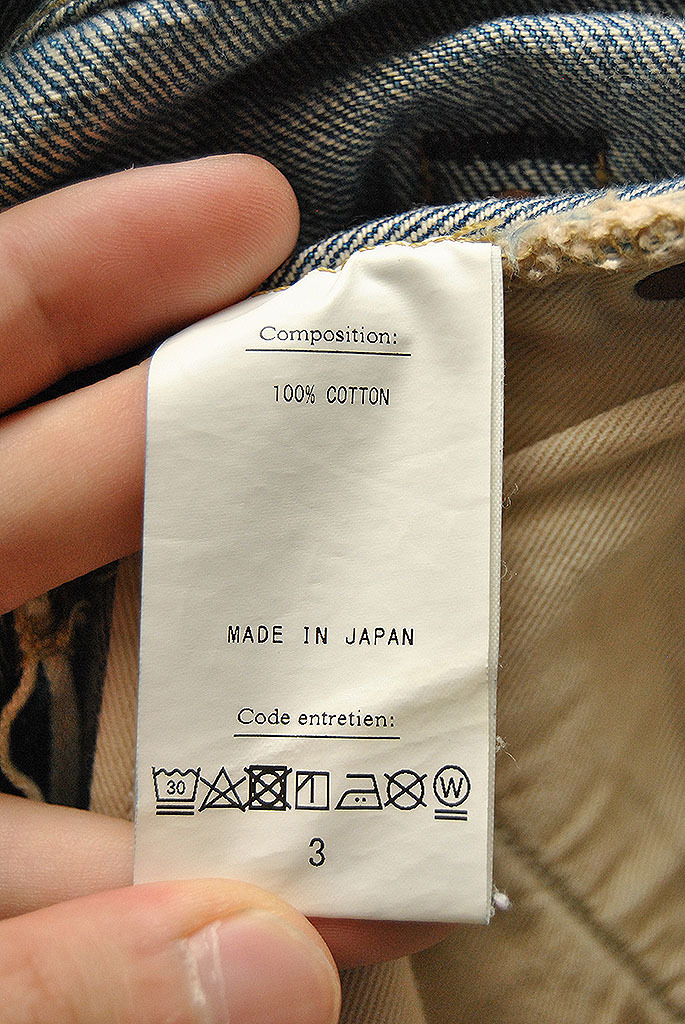 Composition:
100% COTTON
MADE IN JAPAN
Code entretien:
30 W
3